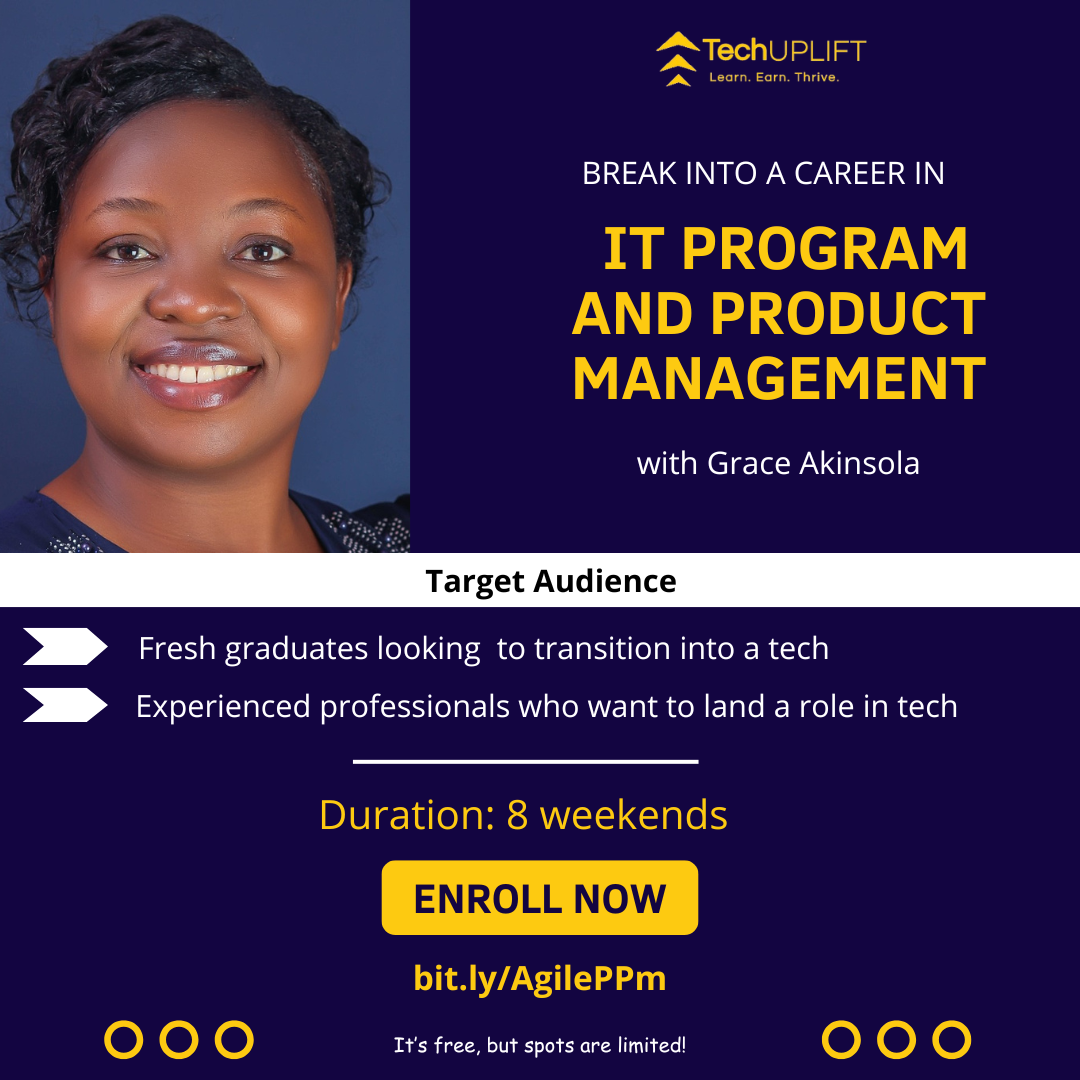 TechUPLIFT
Learn. Earn. Thrive.
BREAK INTO A CAREER IN
IT PROGRAM
AND PRODUCT
MANAGEMENT
with Grace Akinsola
Target Audience
Fresh graduates looking  to transition into a tech
Experienced professionals who want to land a role in tech
Duration: 8 weekends
ENROLL NOW
bit.ly/AgilePPm
It's free, but spots are limited!